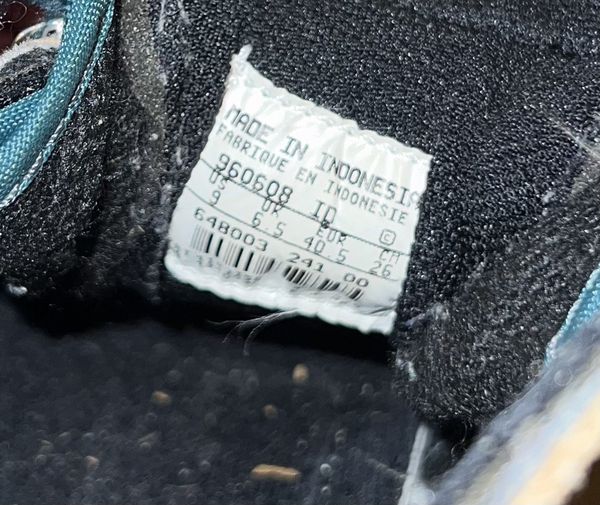 MADE IN INDONESIA
FABRIQUE EN INDONESIE
960608 ID ©
US UK EUR CM
9 6.5 40.5 26
648003 241 00